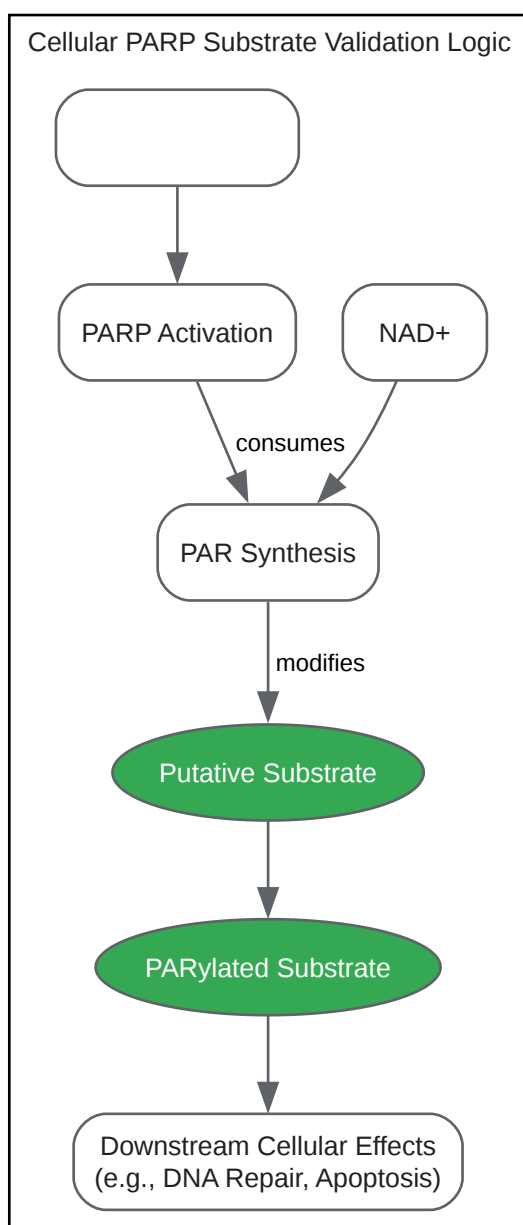 Cellular PARP Substrate Validation Logic
PARP Activation
NAD+
consumes
PAR Synthesis
modifies
Putative Substrate
PARylated Substrate
Downstream Cellular Effects
(e.g., DNA Repair, Apoptosis)